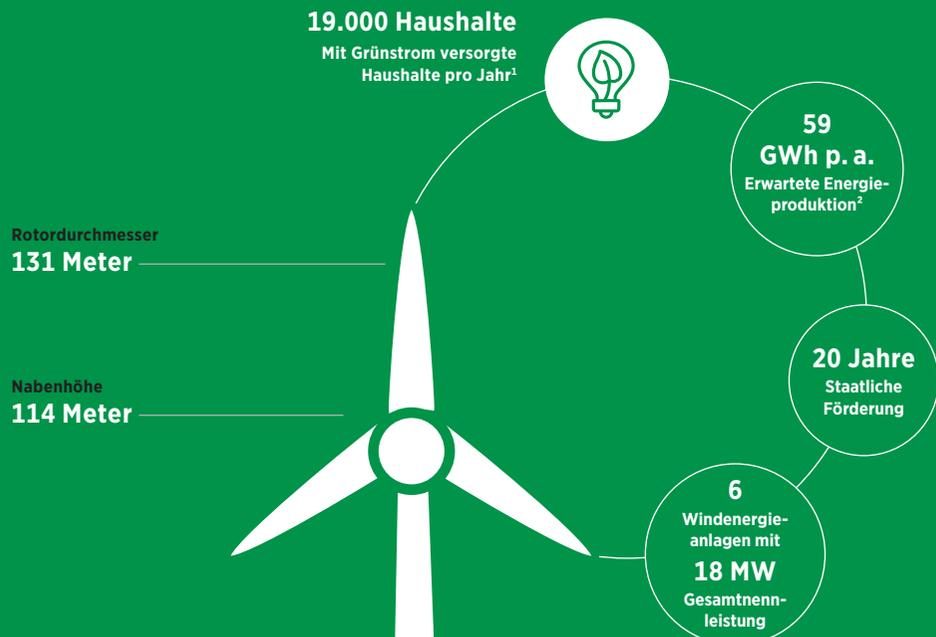 19.000 Haushalte
Mit Grünstrom versorgte
Haushalte pro Jahr¹
59
GWh p. a.
Erwartete Energie-
produktion²
Rotordurchmesser
131 Meter
20 Jahre
Staatliche
Förderung
Nabenhöhe
114 Meter
6
Windenergie-
anlagen mit
18 MW
Gesamtnenn-
leistung